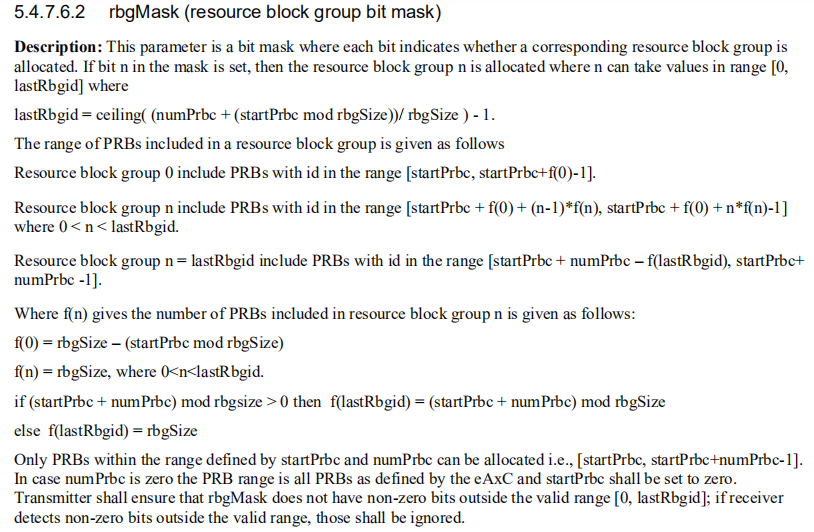 5.4.7.6.2 rbgMask (resource block group bit mask)
Description: This parameter is a bit mask where each bit indicates whether a corresponding resource block group is
allocated. If bit n in the mask is set, then the resource block group n is allocated where n can take values in range [0,
lastRbgid] where
lastRbgid = ceiling( (numPrbc + (startPrbc mod rbgSize))/ rbgSize ) - 1.
The range of PRBs included in a resource block group is given as follows
Resource block group 0 include PRBs with id in the range [startPrbc, startPrbc+f(0)-1].
Resource block group n include PRBs with id in the range [startPrbc + f(0) + (n-1)*f(n), startPrbc + f(0) + n*f(n)-1]
where 0 < n < lastRbgid.
Resource block group n = lastRbgid include PRBs with id in the range [startPrbc + numPrbc – f(lastRbgid), startPrbc+
numPrbc -1].
Where f(n) gives the number of PRBs included in resource block group n is given as follows:
f(0) = rbgSize – (startPrbc mod rbgSize)
f(n) = rbgSize, where 0<n<lastRbgid.
if (startPrbc + numPrbc) mod rbgsize > 0 then f(lastRbgid) = (startPrbc + numPrbc) mod rbgSize
else f(lastRbgid) = rbgSize
Only PRBs within the range defined by startPrbc and numPrbc can be allocated i.e., [startPrbc, startPrbc+numPrbc-1].
In case numPrbc is zero the PRB range is all PRBs as defined by the eAxC and startPrbc shall be set to zero.
Transmitter shall ensure that rbgMask does not have non-zero bits outside the valid range [0, lastRbgid]; if receiver
detects non-zero bits outside the valid range, those shall be ignored.